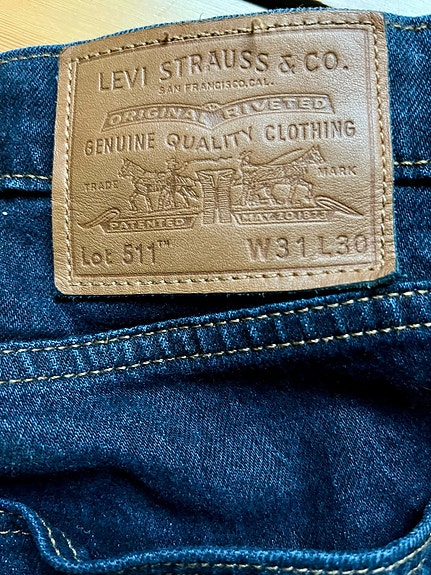 LEVI STRAUSS & CO.
SAN FRANCISCO, CAL.
ORIGINAL RIVETED
GENUINE QUALITY CLOTHING
TRADE MARK
PATENTED MAY 20 1873
Lot 511™ W31 L30